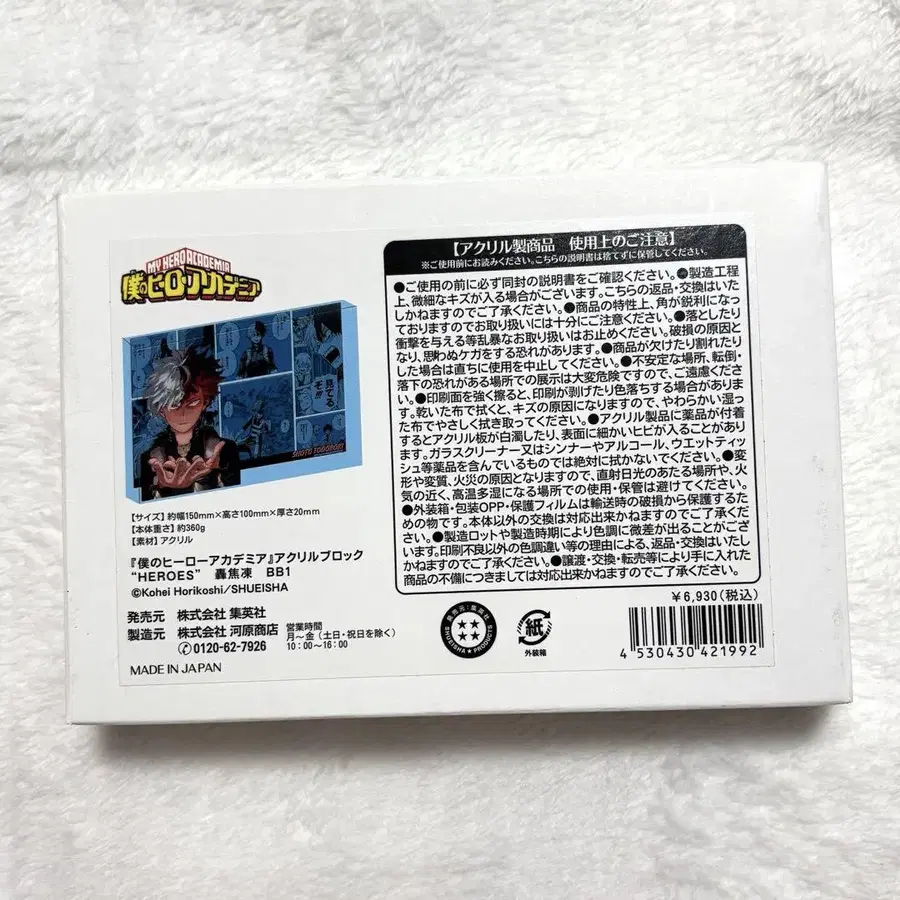 MY HERO ACADEMIA
僕のヒーローアカデミア
見てるぞ!!
SHOTO TODOROKI
【サイズ】約幅150mm×高さ100mm×厚さ20mm
【本体重さ】約360g
【素材】アクリル
『僕のヒーローアカデミア』アクリルブロック
“HEROES” 轟焦凍 BB1
©Kohei Horikoshi/SHUEISHA
発売元 株式会社 集英社
製造元 株式会社 河原商店
0120-62-7926
営業時間
月~金（土日・祝日を除く）
10:00~16:00
MADE IN JAPAN
【アクリル製商品 使用上のご注意】
※ご使用前にお読みください。こちらの説明書は捨てずに保管してください。
●ご使用の前に必ず同封の説明書をご確認ください。●製造工程
上、微細なキズが入る場合がございます。こちらの返品・交換はいた
しかねますのでご了承ください。●商品の特性上、角が鋭利になっ
ておりますのでお取り扱いには十分にご注意ください。●落としたり
衝撃を与える等乱暴なお取り扱いはお止めください。破損の原因と
なり、思わぬケガをする恐れがあります。●商品が欠けたり割れたり
した場合は直ちに使用を中止してください。●不安定な場所、転倒・
落下の恐れがある場所での展示は大変危険ですので、ご遠慮くださ
い。●印刷面を強く擦ると、印刷が剥げたり色落ちする場合がありま
す。乾いた布で拭くと、キズの原因になりますので、やわらかい湿っ
た布でやさしく拭き取ってください。●アクリル製品に薬品が付着
するとアクリル板が白濁したり、表面に細かいヒビが入ることがあり
ます。ガラスクリーナー又はシンナーやアルコール、ウエットティッ
シュ等薬品を含んでいるものでは絶対に拭かないでください。●変
形や変質、火災の原因となりますので、直射日光のあたる場所や、火
気の近く、高温多湿になる場所での使用・保管は避けてください。
●外装箱・包装OPP・保護フィルムは輸送時の破損から保護するた
めの物です。本体以外の交換は対応出来かねますのでご了承くださ
い。●製造ロットや製造時期により色調に微差が出ることがござい
ます。印刷不良以外の色調違い等の理由による、返品・交換はいたし
かねますのでご了承ください。●譲渡・交換・転売等により手に入れた
商品の不備につきましては対応出来かねますのでご了承ください。
￥6,930(税込)
発売元:集英社
SHUEISHA★PRODUCTS
紙
外装箱
4 530430 421992